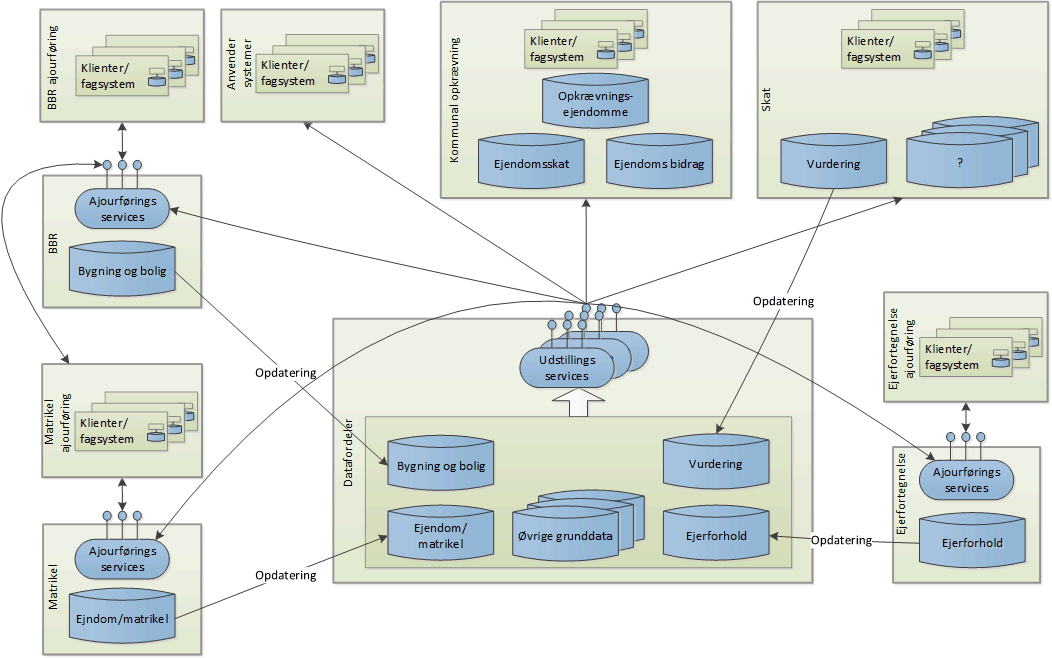 BBR ajourføring
Klienter/
fagsystem
Anvender
systemer
Klienter/
fagsystem
Kommunal opkrævning
Klienter/
fagsystem
Opkrævnings-
ejendomme
Ejendomsskat
Ejendoms bidrag
Skat
Klienter/
fagsystem
Vurdering
?
BBR
Ajourførings
services
Bygning og bolig
Opdatering
Opdatering
Matrikel
ajourføring
Klienter/
fagsystem
Matrikel
Ajourførings
services
Ejndom/matrikel
Opdatering
Datafordeler
Udstillings
services
Bygning og bolig
Vurdering
Ejendom/
matrikel
Øvrige grunddata
Ejerforhold
Opdatering
Ejerfortegnelse
ajourføring
Klienter/
fagsystem
Ejerfortegnelse
Ajourførings
services
Ejerforhold